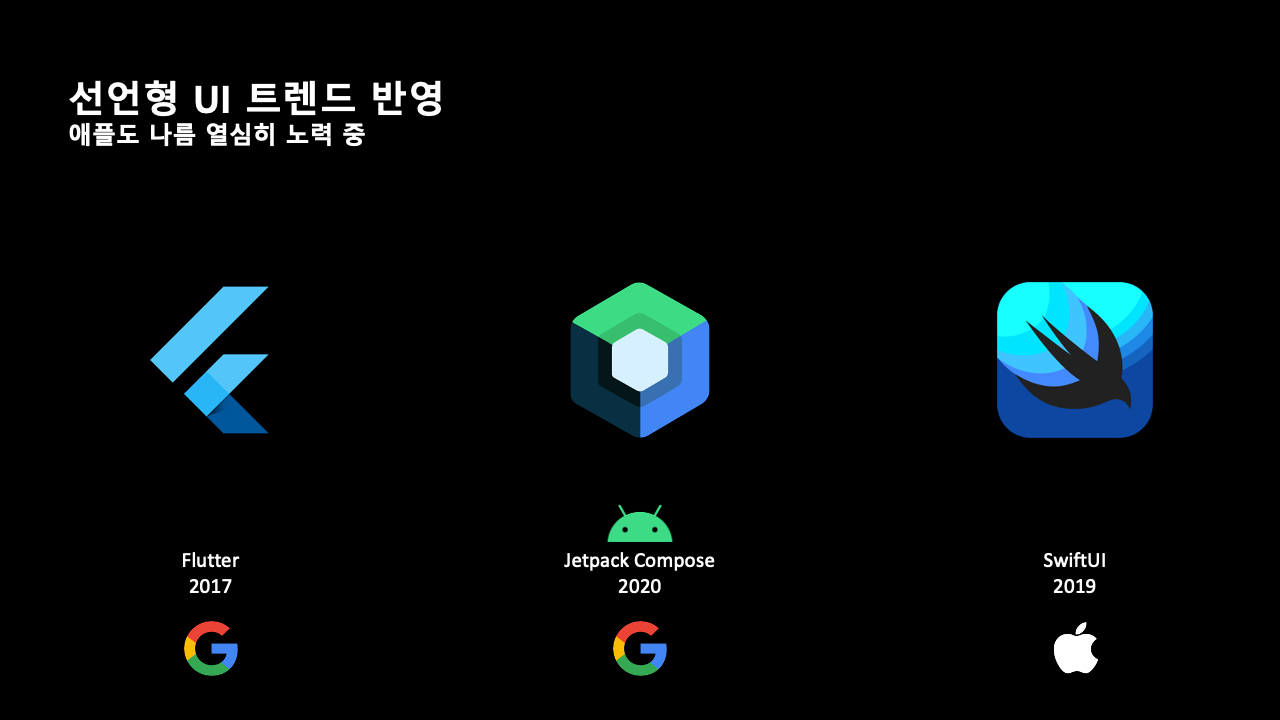 선언형 UI 트렌드 반영
애플도 나름 열심히 노력 중
Flutter
2017
Jetpack Compose
2020
SwiftUI
2019